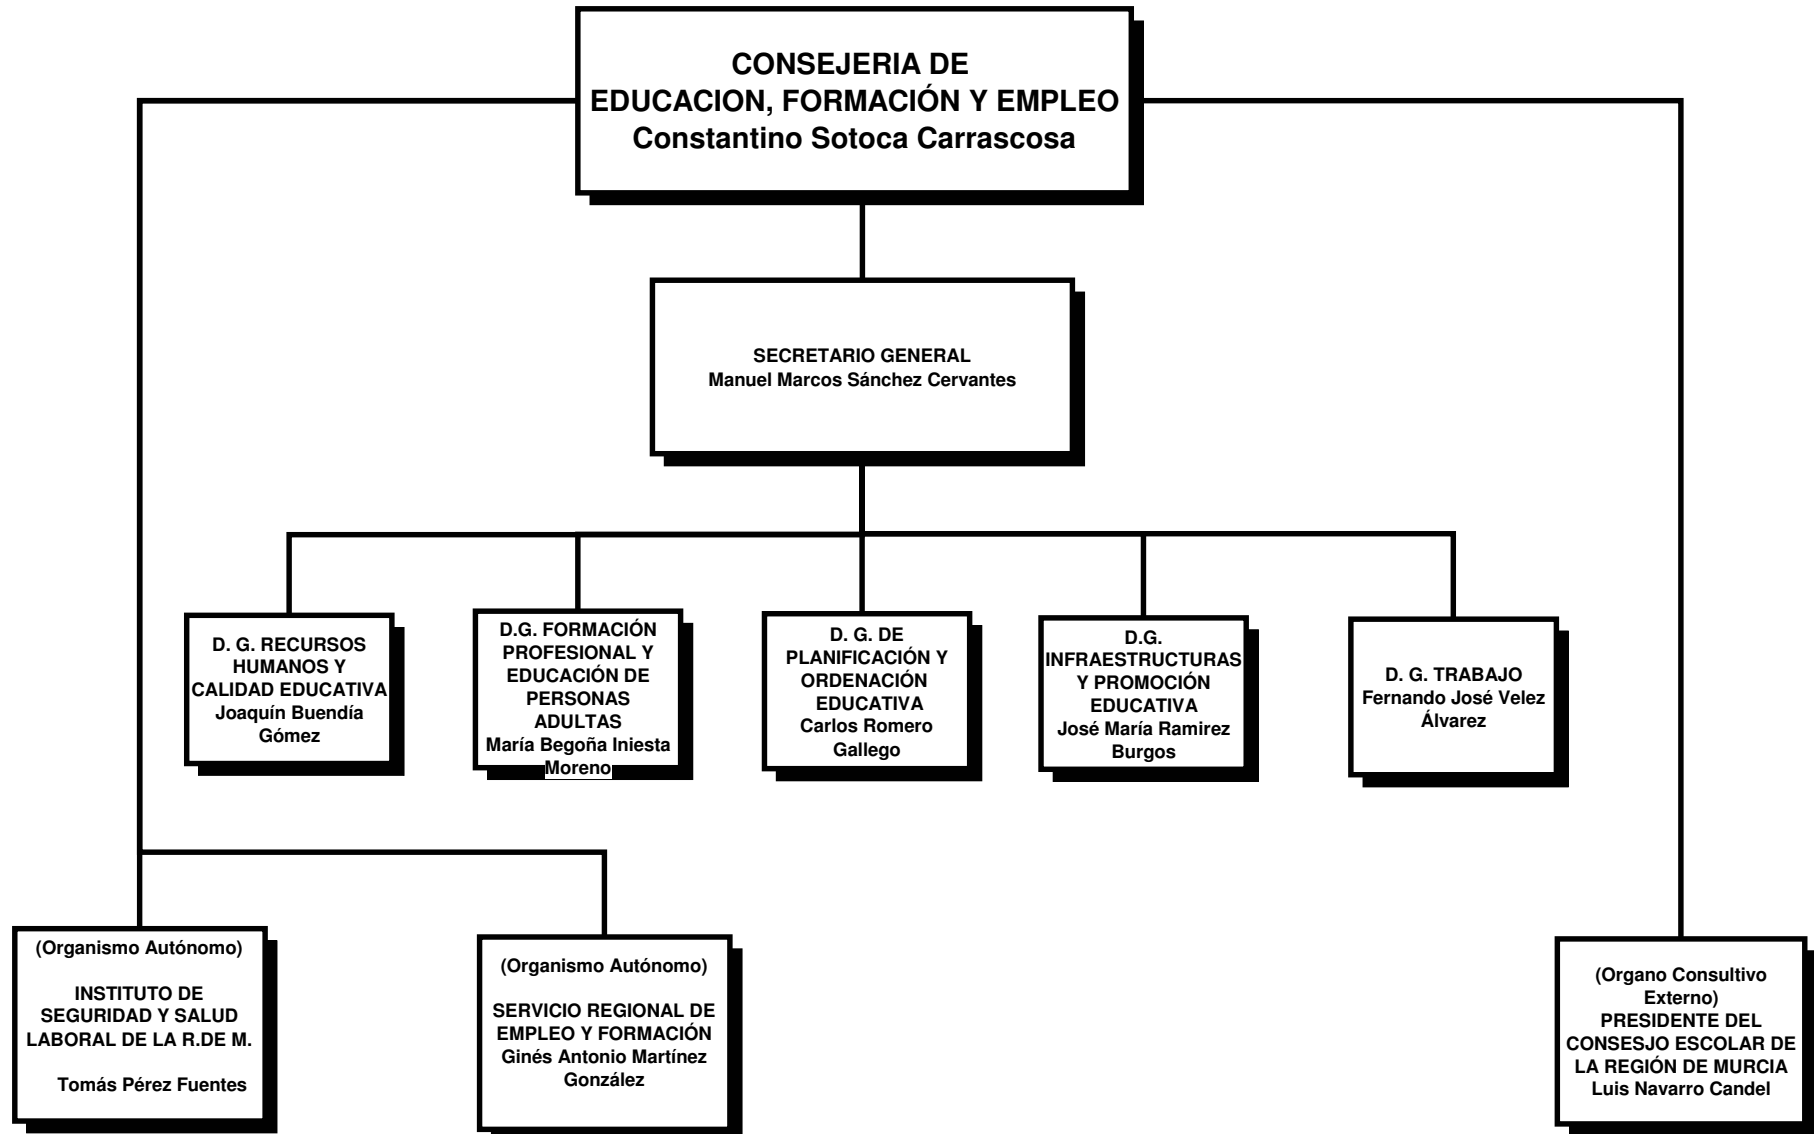 CONSEJERIA DE
EDUCACION, FORMACIÓN Y EMPLEO
Constantino Sotoca Carrascosa
SECRETARIO GENERAL
Manuel Marcos Sánchez Cervantes
D. G. RECURSOS
HUMANOS Y
CALIDAD EDUCATIVA
Joaquín Buendía
Gómez
D.G. FORMACIÓN
PROFESIONAL Y
EDUCACIÓN DE
PERSONAS
ADULTAS
María Begoña Iniesta
Moreno
D. G. DE
PLANIFICACIÓN Y
ORDENACIÓN
EDUCATIVA
Carlos Romero
Gallego
D.G.
INFRAESTRUCTURAS
Y PROMOCIÓN
EDUCATIVA
José María Ramirez
Burgos
D. G. TRABAJO
Fernando José Velez
Álvarez
(Organismo Autónomo)
INSTITUTO DE
SEGURIDAD Y SALUD
LABORAL DE LA R.DE M.
Tomás Pérez Fuentes
(Organismo Autónomo)
SERVICIO REGIONAL DE
EMPLEO Y FORMACIÓN
Ginés Antonio Martínez
González
(Organo Consultivo
Externo)
PRESIDENTE DEL
CONSESJO ESCOLAR DE
LA REGIÓN DE MURCIA
Luis Navarro Candel